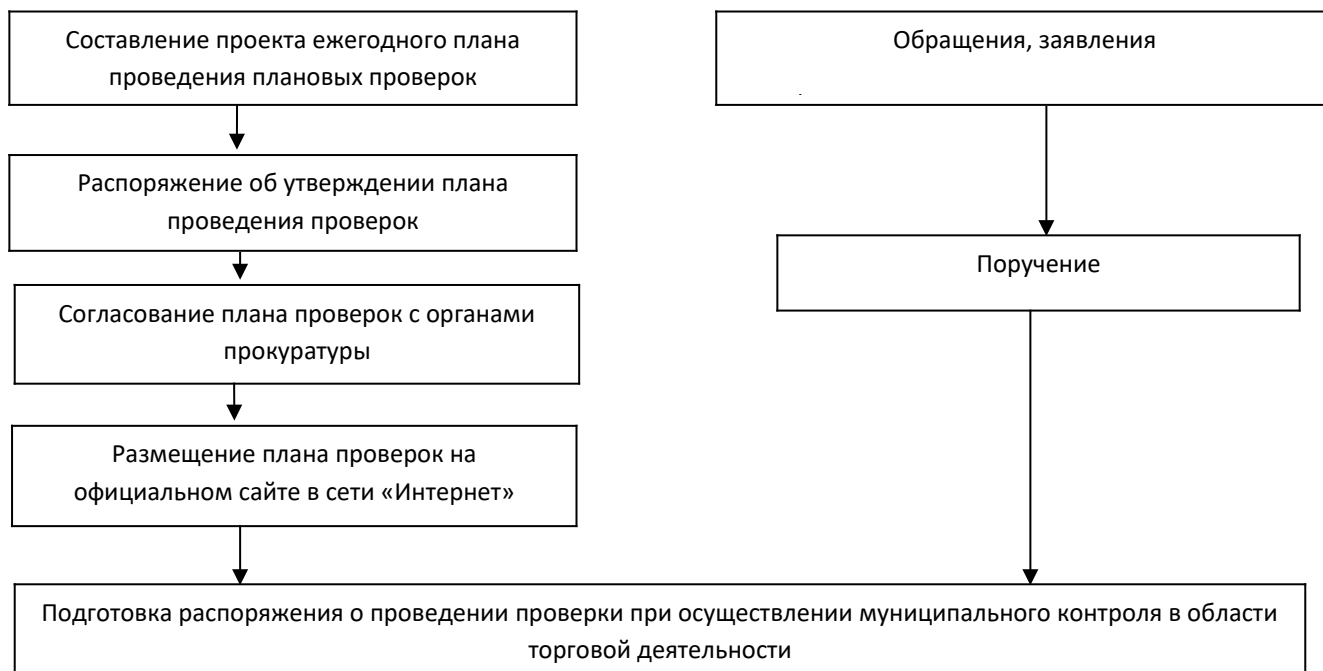 Составление проекта ежегодного плана
проведения плановых проверок
Обращения, заявления
Распоряжение об утверждении плана
проведения проверок
Поручение
Согласование плана проверок с органами
прокуратуры
Размещение плана проверок на
официальном сайте в сети «Интернет»
Подготовка распоряжения о проведении проверки при осуществлении муниципального контроля в области
торговой деятельности